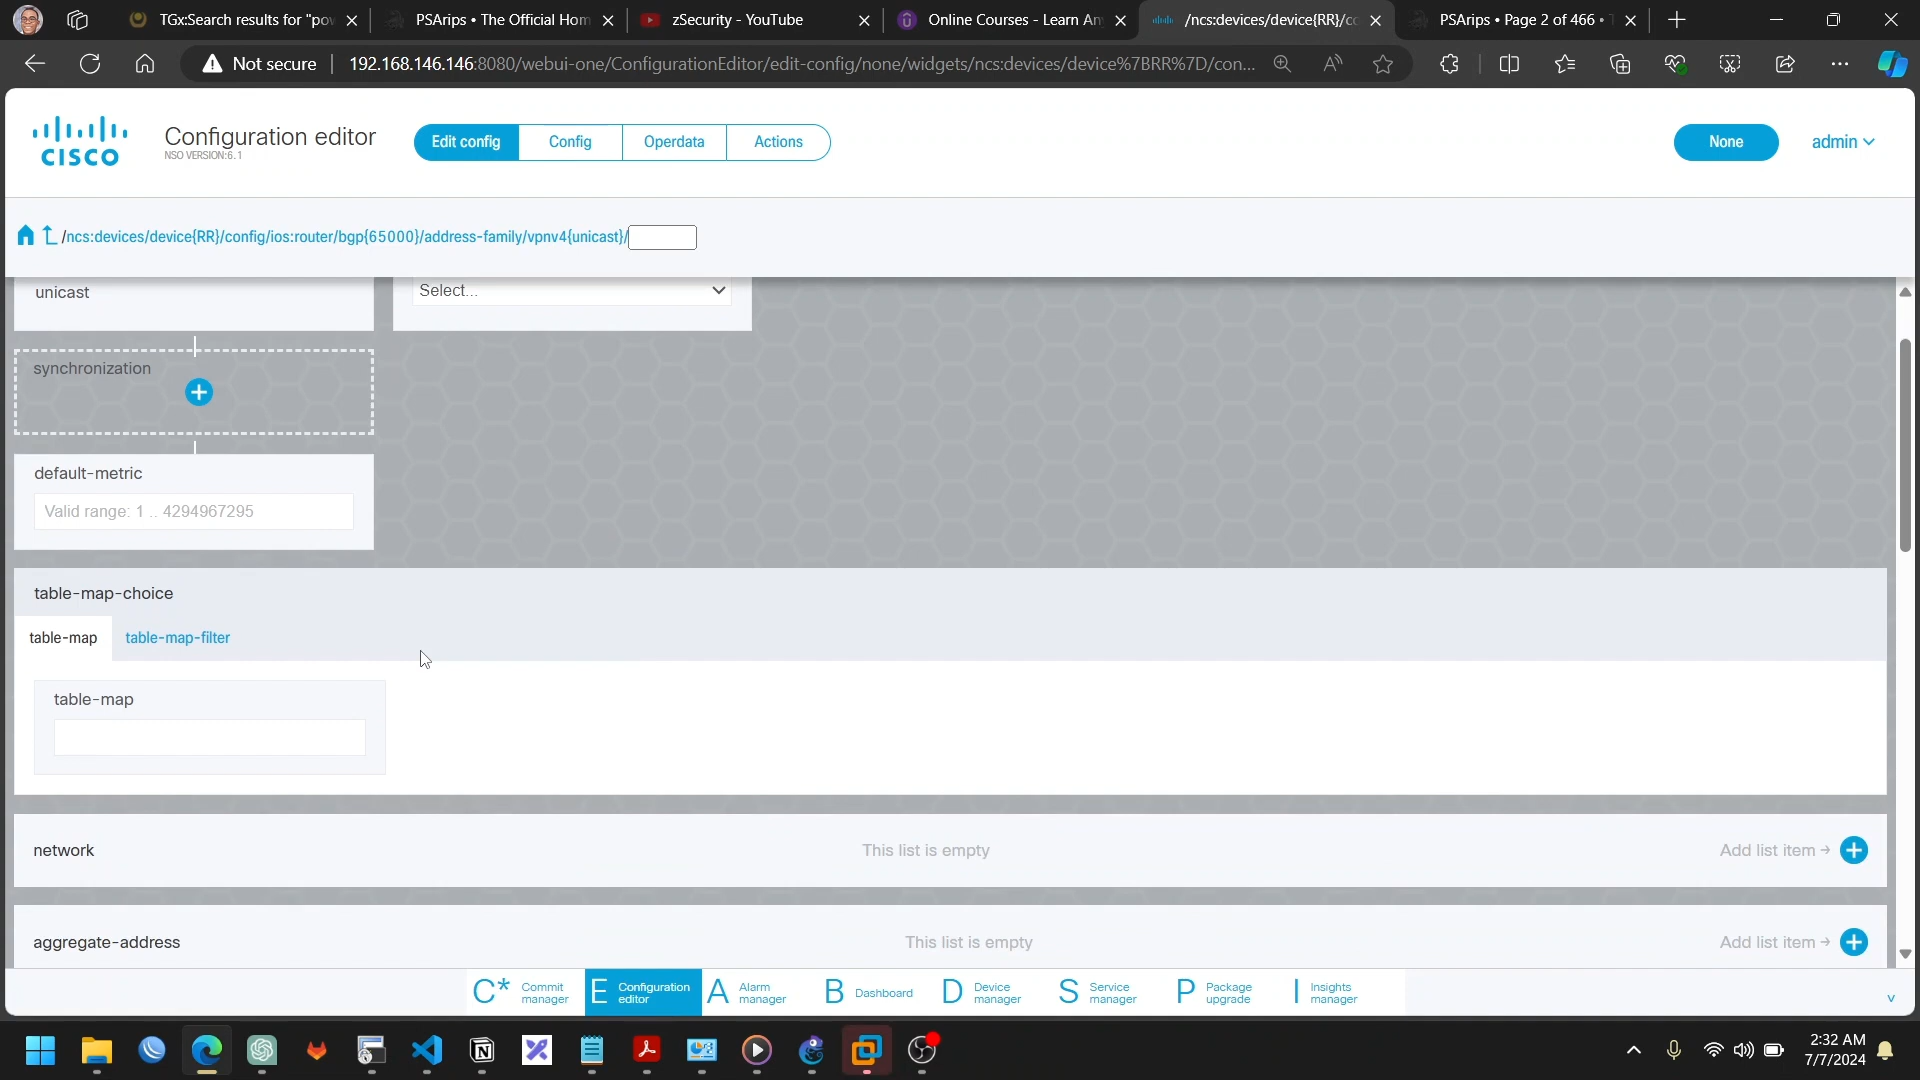 TGx:Search results for "pow
PSArips • The Official Hom
zSecurity - YouTube
Online Courses - Learn An
/ncs:devices/device{RR}/co
PSArips • Page 2 of 466 •
Not secure
192.168.146.146:8080/webui-one/ConfigurationEditor/edit-config/none/widgets/ncs:devices/device%7BRR%7D/con...
CISCO
Configuration editor
NSO VERSION:6.1
Edit config
Config
Operdata
Actions
None
admin
/ncs:devices/device{RR}/config/ios:router/bgp{65000}/address-family/vpnv4{unicast}/
unicast
Select...
synchronization
default-metric
Valid range: 1 .. 4294967295
table-map-choice
table-map
table-map-filter
table-map
network
This list is empty
Add list item
aggregate-address
This list is empty
Add list item
C* Commit manager
E Configuration editor
A Alarm manager
B Dashboard
D Device manager
S Service manager
P Package upgrade
I Insights manager
2:32 AM
7/7/2024